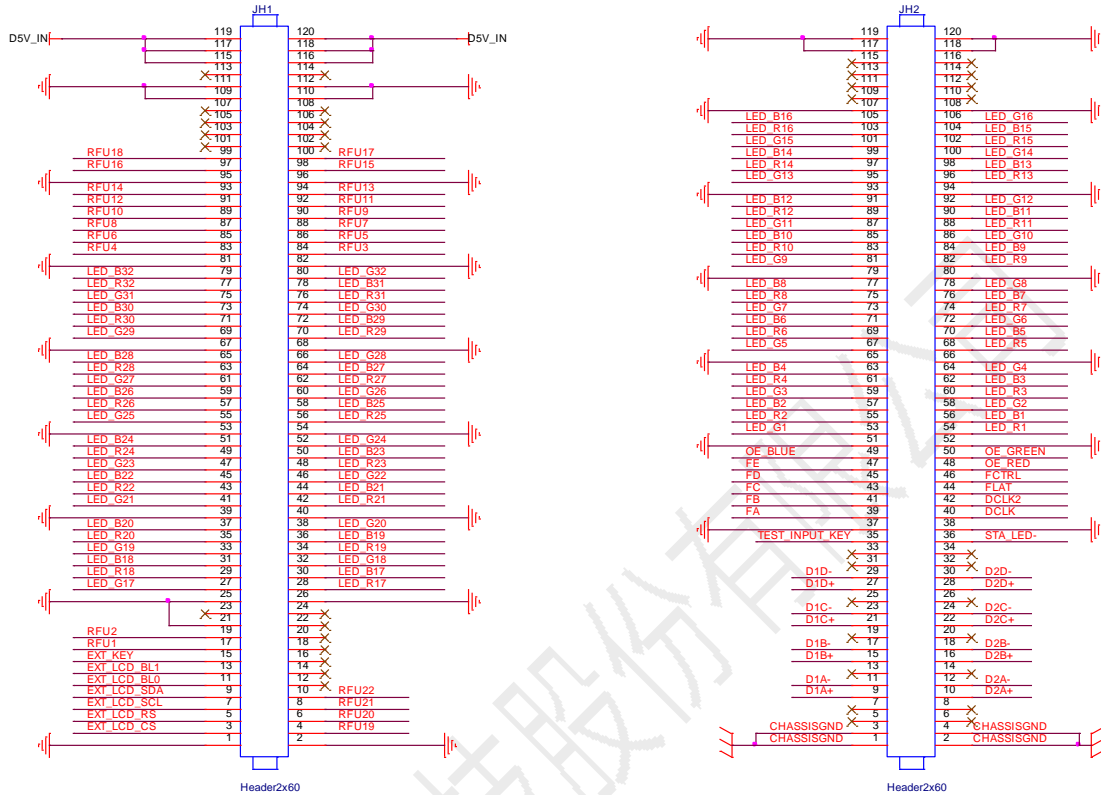 JH1
D5V_IN 119 120 D5V_IN
117 118
115 116
113 114
111 112
109 110
107 108
105 106
103 104
101 102
RFU18 99 100 RFU17
RFU16 97 98 RFU15
95 96
RFU14 93 94 RFU13
RFU12 91 92 RFU11
RFU10 89 90 RFU9
RFU8 87 88 RFU7
RFU6 85 86 RFU5
RFU4 83 84 RFU3
81 82
LED_B32 79 80 LED_G32
LED_R32 77 78 LED_B31
LED_G31 75 76 LED_R31
LED_B30 73 74 LED_G30
LED_R30 71 72 LED_B29
LED_G29 69 70 LED_R29
67 68
LED_B28 65 66 LED_G28
LED_R28 63 64 LED_B27
LED_G27 61 62 LED_R27
LED_B26 59 60 LED_G26
LED_R26 57 58 LED_B25
LED_G25 55 56 LED_R25
53 54
LED_B24 51 52 LED_G24
LED_R24 49 50 LED_B23
LED_G23 47 48 LED_R23
LED_B22 45 46 LED_G22
LED_R22 43 44 LED_B21
LED_G21 41 42 LED_R21
39 40
LED_B20 37 38 LED_G20
LED_R20 35 36 LED_B19
LED_G19 33 34 LED_R19
LED_B18 31 32 LED_G18
LED_R18 29 30 LED_B17
LED_G17 27 28 LED_R17
25 26
23 24
21 22
RFU2 19 20
RFU1 17 18
EXT_KEY 15 16
EXT_LCD_BL1 13 14
EXT_LCD_BL0 11 12
EXT_LCD_SDA 9 10 RFU22
EXT_LCD_SCL 7 8 RFU21
EXT_LCD_RS 5 6 RFU20
EXT_LCD_CS 3 4 RFU19
1 2
Header2x60
JH2
119 120
117 118
115 116
113 114
111 112
109 110
107 108
LED_B16 105 106 LED_G16
LED_R16 103 104 LED_B15
LED_G15 101 102 LED_R15
LED_B14 99 100 LED_G14
LED_R14 97 98 LED_B13
LED_G13 95 96 LED_R13
93 94
LED_B12 91 92 LED_G12
LED_R12 89 90 LED_B11
LED_G11 87 88 LED_R11
LED_B10 85 86 LED_G10
LED_R10 83 84 LED_B9
LED_G9 81 82 LED_R9
79 80
LED_B8 77 78 LED_G8
LED_R8 75 76 LED_B7
LED_G7 73 74 LED_R7
LED_B6 71 72 LED_G6
LED_R6 69 70 LED_B5
LED_G5 67 68 LED_R5
65 66
LED_B4 63 64 LED_G4
LED_R4 61 62 LED_B3
LED_G3 59 60 LED_R3
LED_B2 57 58 LED_G2
LED_R2 55 56 LED_B1
LED_G1 53 54 LED_R1
51 52
OE_BLUE 49 50 OE_GREEN
FE 47 48 OE_RED
FD 45 46 FCTRL
FC 43 44 FLAT
FB 41 42 DCLK2
FA 39 40 DCLK
37 38
TEST_INPUT_KEY 35 36 STA_LED-
33 34
31 32
D1D- 29 30 D2D-
D1D+ 27 28 D2D+
25 26
D1C- 23 24 D2C-
D1C+ 21 22 D2C+
19 20
D1B- 17 18 D2B-
D1B+ 15 16 D2B+
13 14
D1A- 11 12 D2A-
D1A+ 9 10 D2A+
7 8
5 6
CHASSISGND 3 4 CHASSISGND
CHASSISGND 1 2 CHASSISGND
Header2x60
技股份有限公司